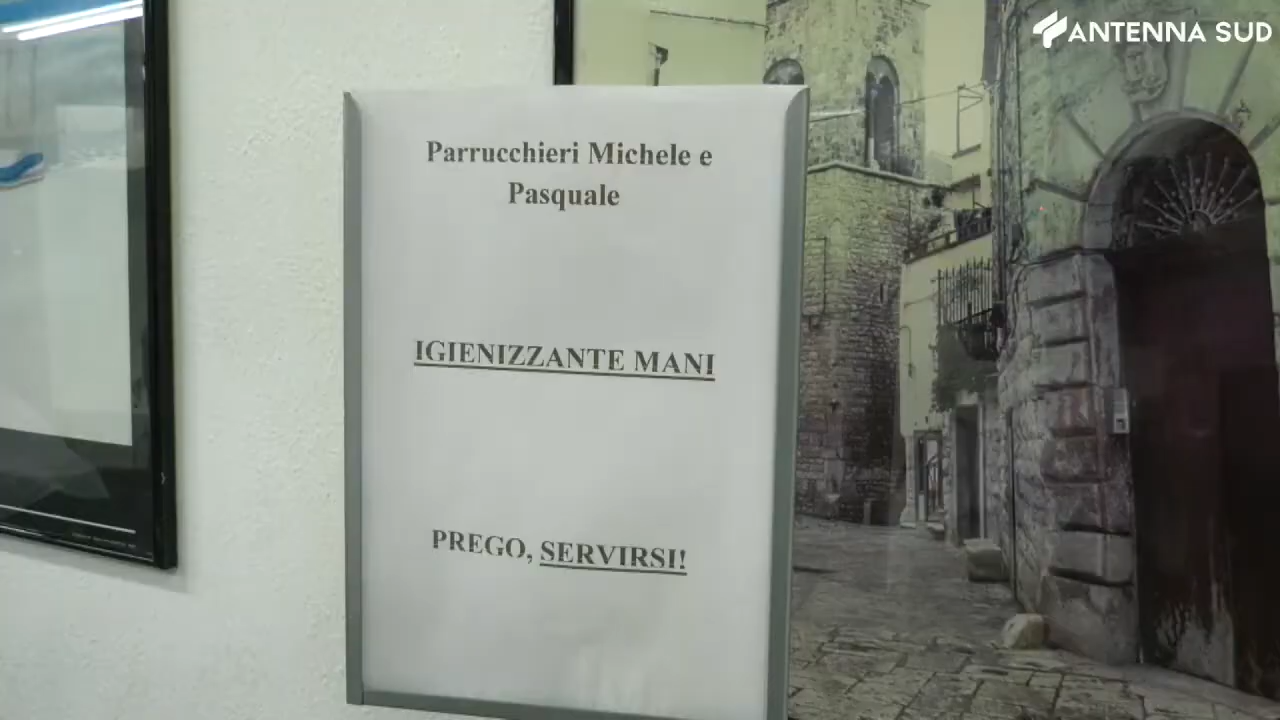 ANTENNA SUD
Parrucchieri Michele e
Pasquale
IGIENIZZANTE MANI
PREGO, SERVIRSI!